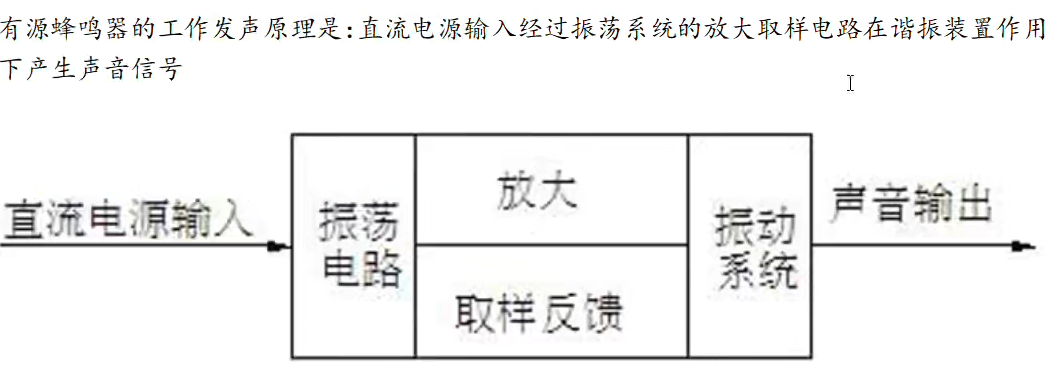 有源蜂鸣器的工作发声原理是:直流电源输入经过振荡系统的放大取样电路在谐振装置作用
下产生声音信号
直流电源输入
振荡
电路
放大
取样反馈
振动
系统
声音输出